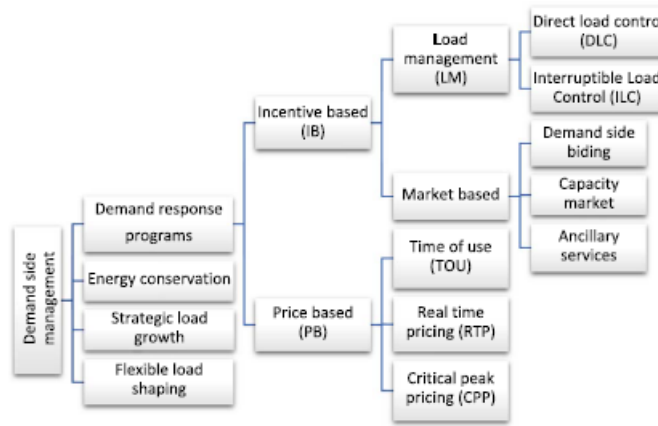 Demand side
management
Demand response
programs
Energy conservation
Strategic load
growth
Flexible load
shaping
Incentive based
(IB)
Price based
(PB)
Load
management
(LM)
Market based
Time of use
(TOU)
Real time
pricing (RTP)
Critical peak
pricing (CPP)
Direct load control
(DLC)
Interruptible Load
Control (ILC)
Demand side
biding
Capacity
market
Ancillary
services